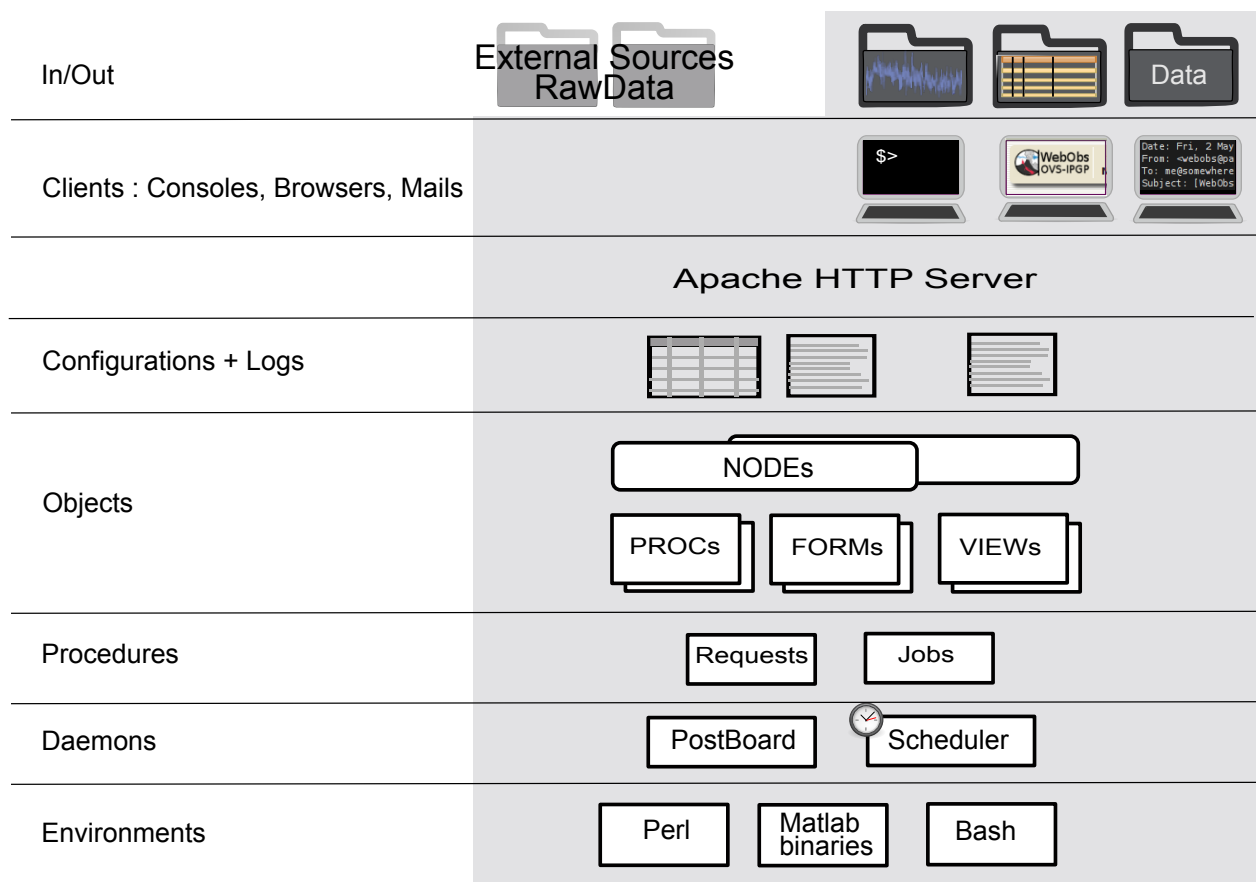 In/Out
External Sources
RawData
Data
Clients : Consoles, Browsers, Mails
$>
WebObs
OVS-IPGP
Date: Fri, 2 May
From: <webobs@pa
To: me@somewhere
Subject: [WebObs
Apache HTTP Server
Configurations + Logs
Objects
NODEs
PROCs
FORMs
VIEWs
Procedures
Requests
Jobs
Daemons
PostBoard
Scheduler
Environments
Perl
Matlab
binaries
Bash